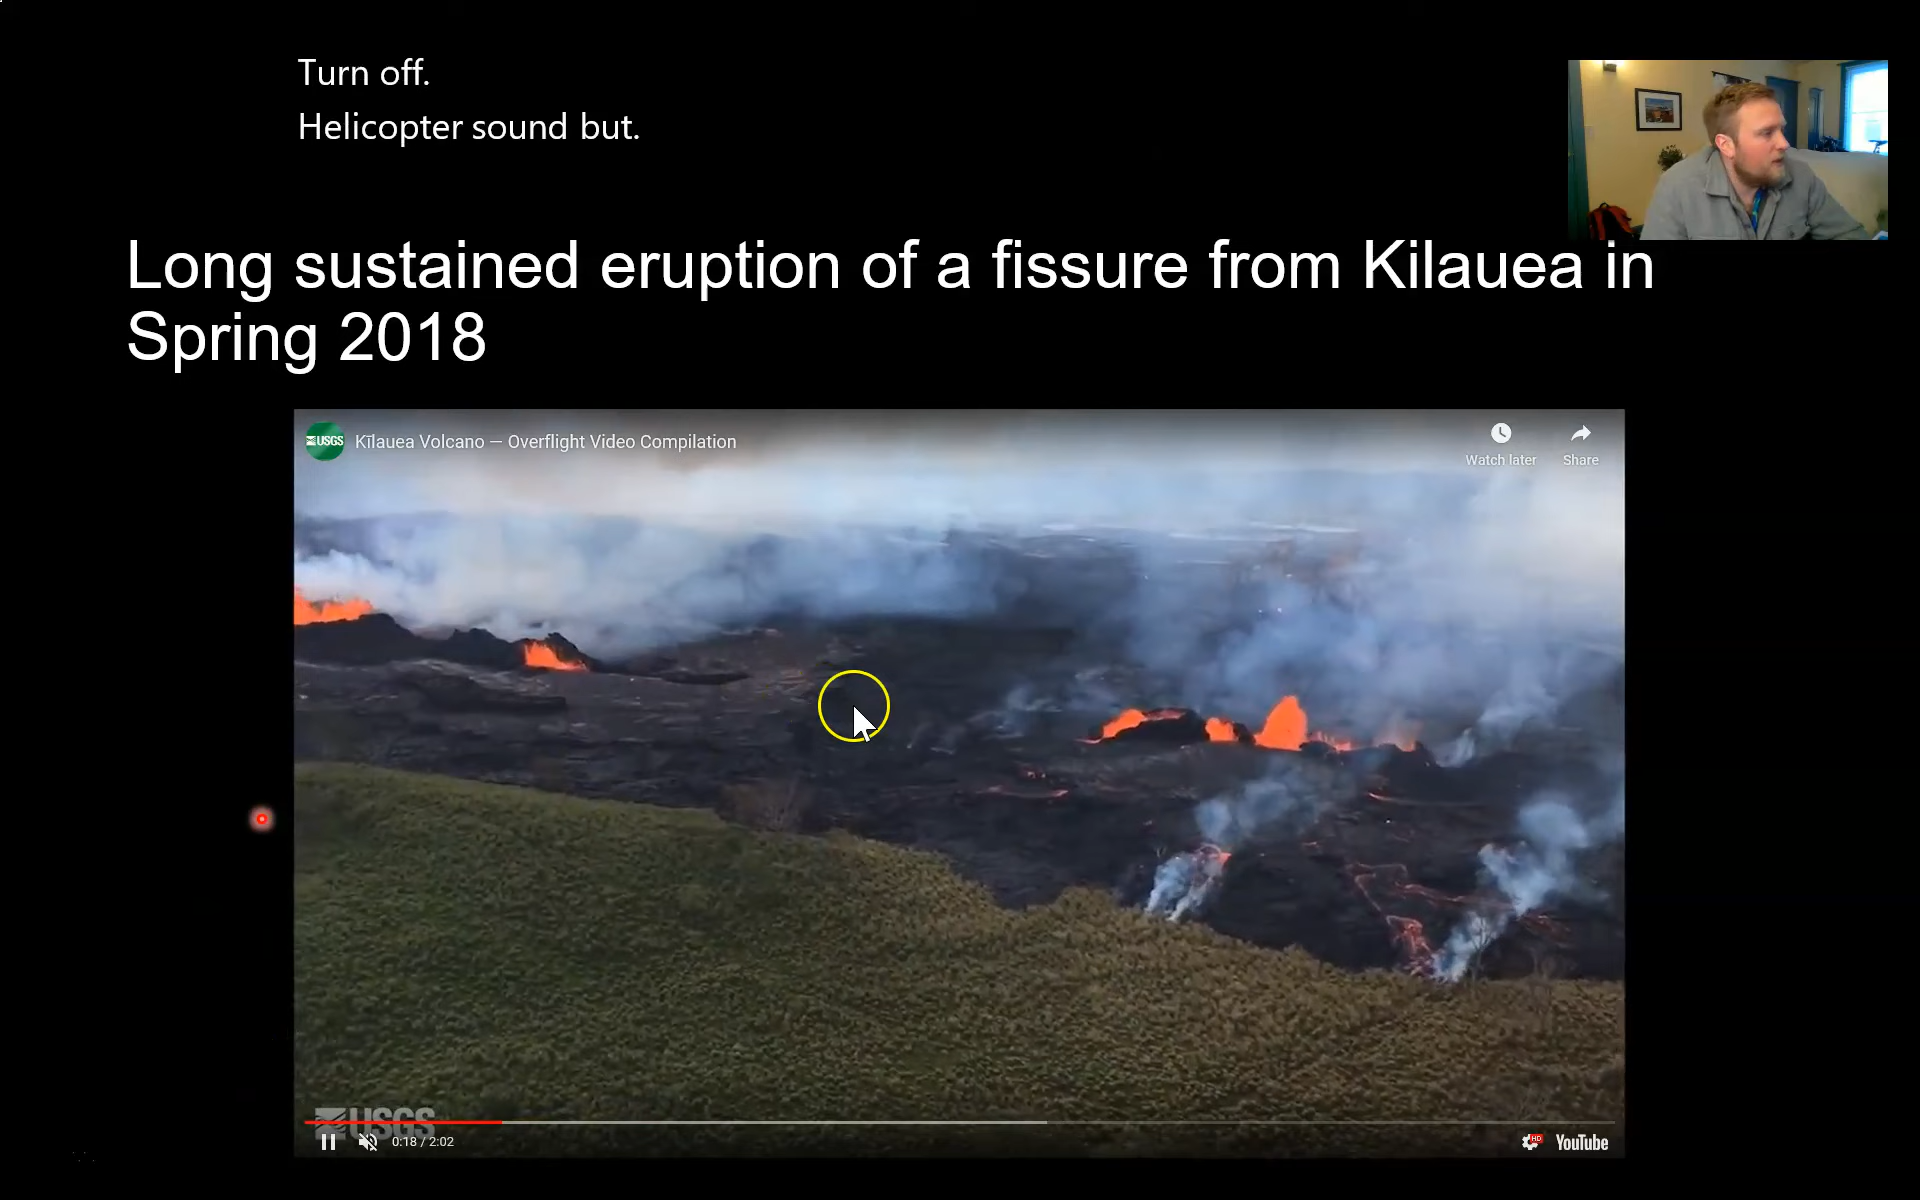 Turn off.
Helicopter sound but.
Long sustained eruption of a fissure from Kilauea in
Spring 2018
USGS
Kīlauea Volcano — Overflight Video Compilation
Watch later
Share
USGS
0:18 / 2:02
HD
YouTube